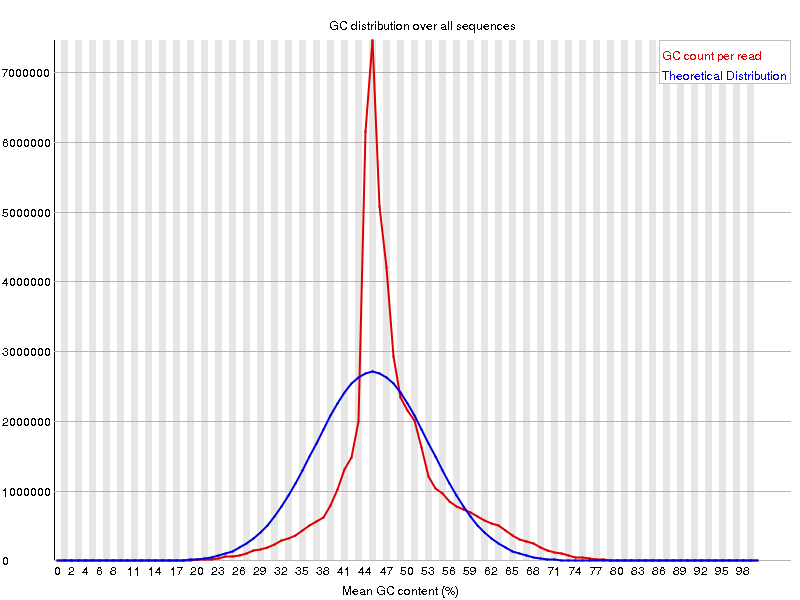 GC distribution over all sequences
GC count per read
Theoretical Distribution
7000000
6000000
5000000
4000000
3000000
2000000
1000000
0
0 2 4 6 8 11 14 17 20 23 26 29 32 35 38 41 44 47 50 53 56 59 62 65 68 71 74 77 80 83 86 89 92 95 98
Mean GC content (%)